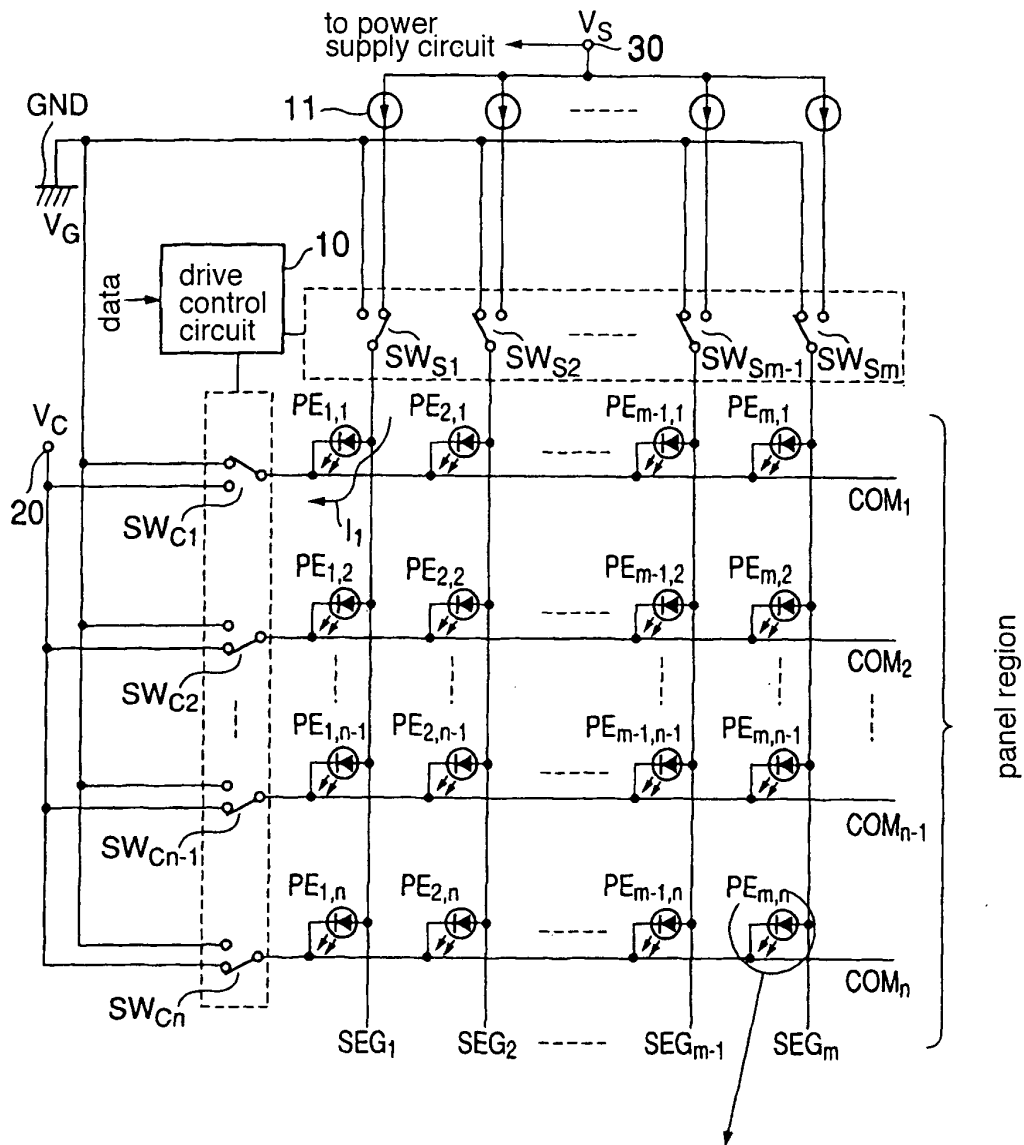 to power
supply circuit
V_S
30
GND
11
V_G
10
data
drive
control
circuit
SW_S1
SW_S2
SW_Sm-1
SW_Sm
V_C
20
PE_1,1
PE_2,1
PE_m-1,1
PE_m,1
SW_C1
I_1
COM_1
PE_1,2
PE_2,2
PE_m-1,2
PE_m,2
SW_C2
COM_2
panel region
PE_1,n-1
PE_2,n-1
PE_m-1,n-1
PE_m,n-1
SW_Cn-1
COM_n-1
PE_1,n
PE_2,n
PE_m-1,n
PE_m,n
SW_Cn
COM_n
SEG_1
SEG_2
SEG_m-1
SEG_m